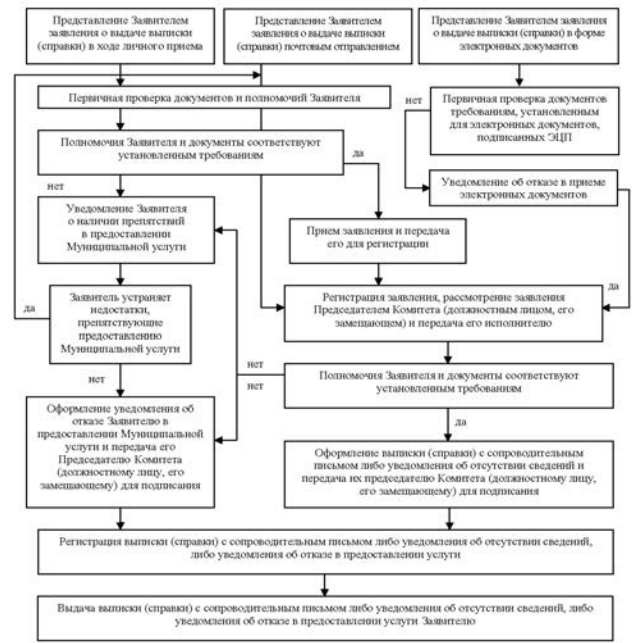 Представление Заявителем
заявления о выдаче выписки
(справки) в ходе личного приема
Представление Заявителем
заявления о выдаче выписки
(справки) почтовым отправлением
Представление Заявителем заявления
о выдаче выписки (справки) в форме
электронных документов
Первичная проверка документов и полномочий Заявителя
нет
Первичная проверка документов
требованиям, установленным
для электронных документов,
подписанных ЭЦП
Полномочия Заявителя и документы соответствуют
установленным требованиям
да
нет
Уведомление об отказе в приеме
электронных документов
Уведомление Заявителя
о наличии препятствий
в предоставлении
Муниципальной услуги
Прием заявления и передача
его для регистрации
да
Заявитель устраняет
недостатки,
препятствующие
предоставлению
Муниципальной услуги
да
Регистрация заявления, рассмотрение заявления
Председателем Комитета (должностным лицом, его
замещающем) и передача его исполнителю
нет
нет
нет
Полномочия Заявителя и документы соответствуют
установленным требованиям
да
Оформление уведомления об
отказе Заявителю в
предоставлении Муниципальной
услуги и передача его
Председателю Комитета
(должностному лицу, его
замещающему) для подписания
Оформление выписки (справки) с сопроводительным
письмом либо уведомления об отсутствии сведений и
передача их председателю Комитета (должностному лицу,
его замещающему) для подписания
Регистрация выписки (справки) с сопроводительным письмом либо уведомления об отсутствии сведений,
либо уведомления об отказе в предоставлении услуги
Выдача выписки (справки) с сопроводительным письмом либо уведомления об отсутствии сведений, либо
уведомления об отказе в предоставлении услуги Заявителю